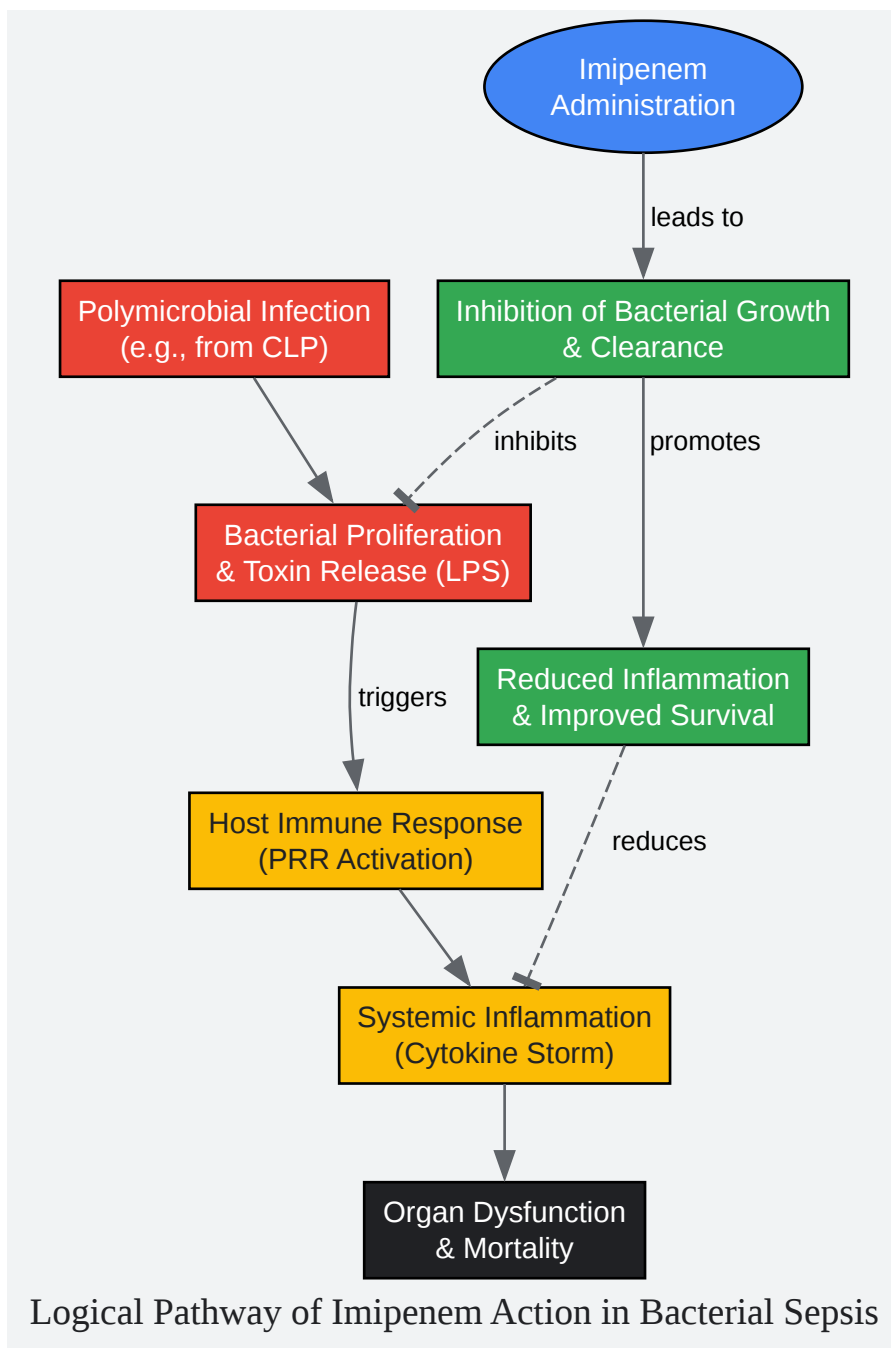 Imipenem
Administration
leads to
Polymicrobial Infection
(e.g., from CLP)
Inhibition of Bacterial Growth
& Clearance
inhibits
promotes
Bacterial Proliferation
& Toxin Release (LPS)
Reduced Inflammation
& Improved Survival
triggers
Host Immune Response
(PRR Activation)
reduces
Systemic Inflammation
(Cytokine Storm)
Organ Dysfunction
& Mortality
Logical Pathway of Imipenem Action in Bacterial Sepsis